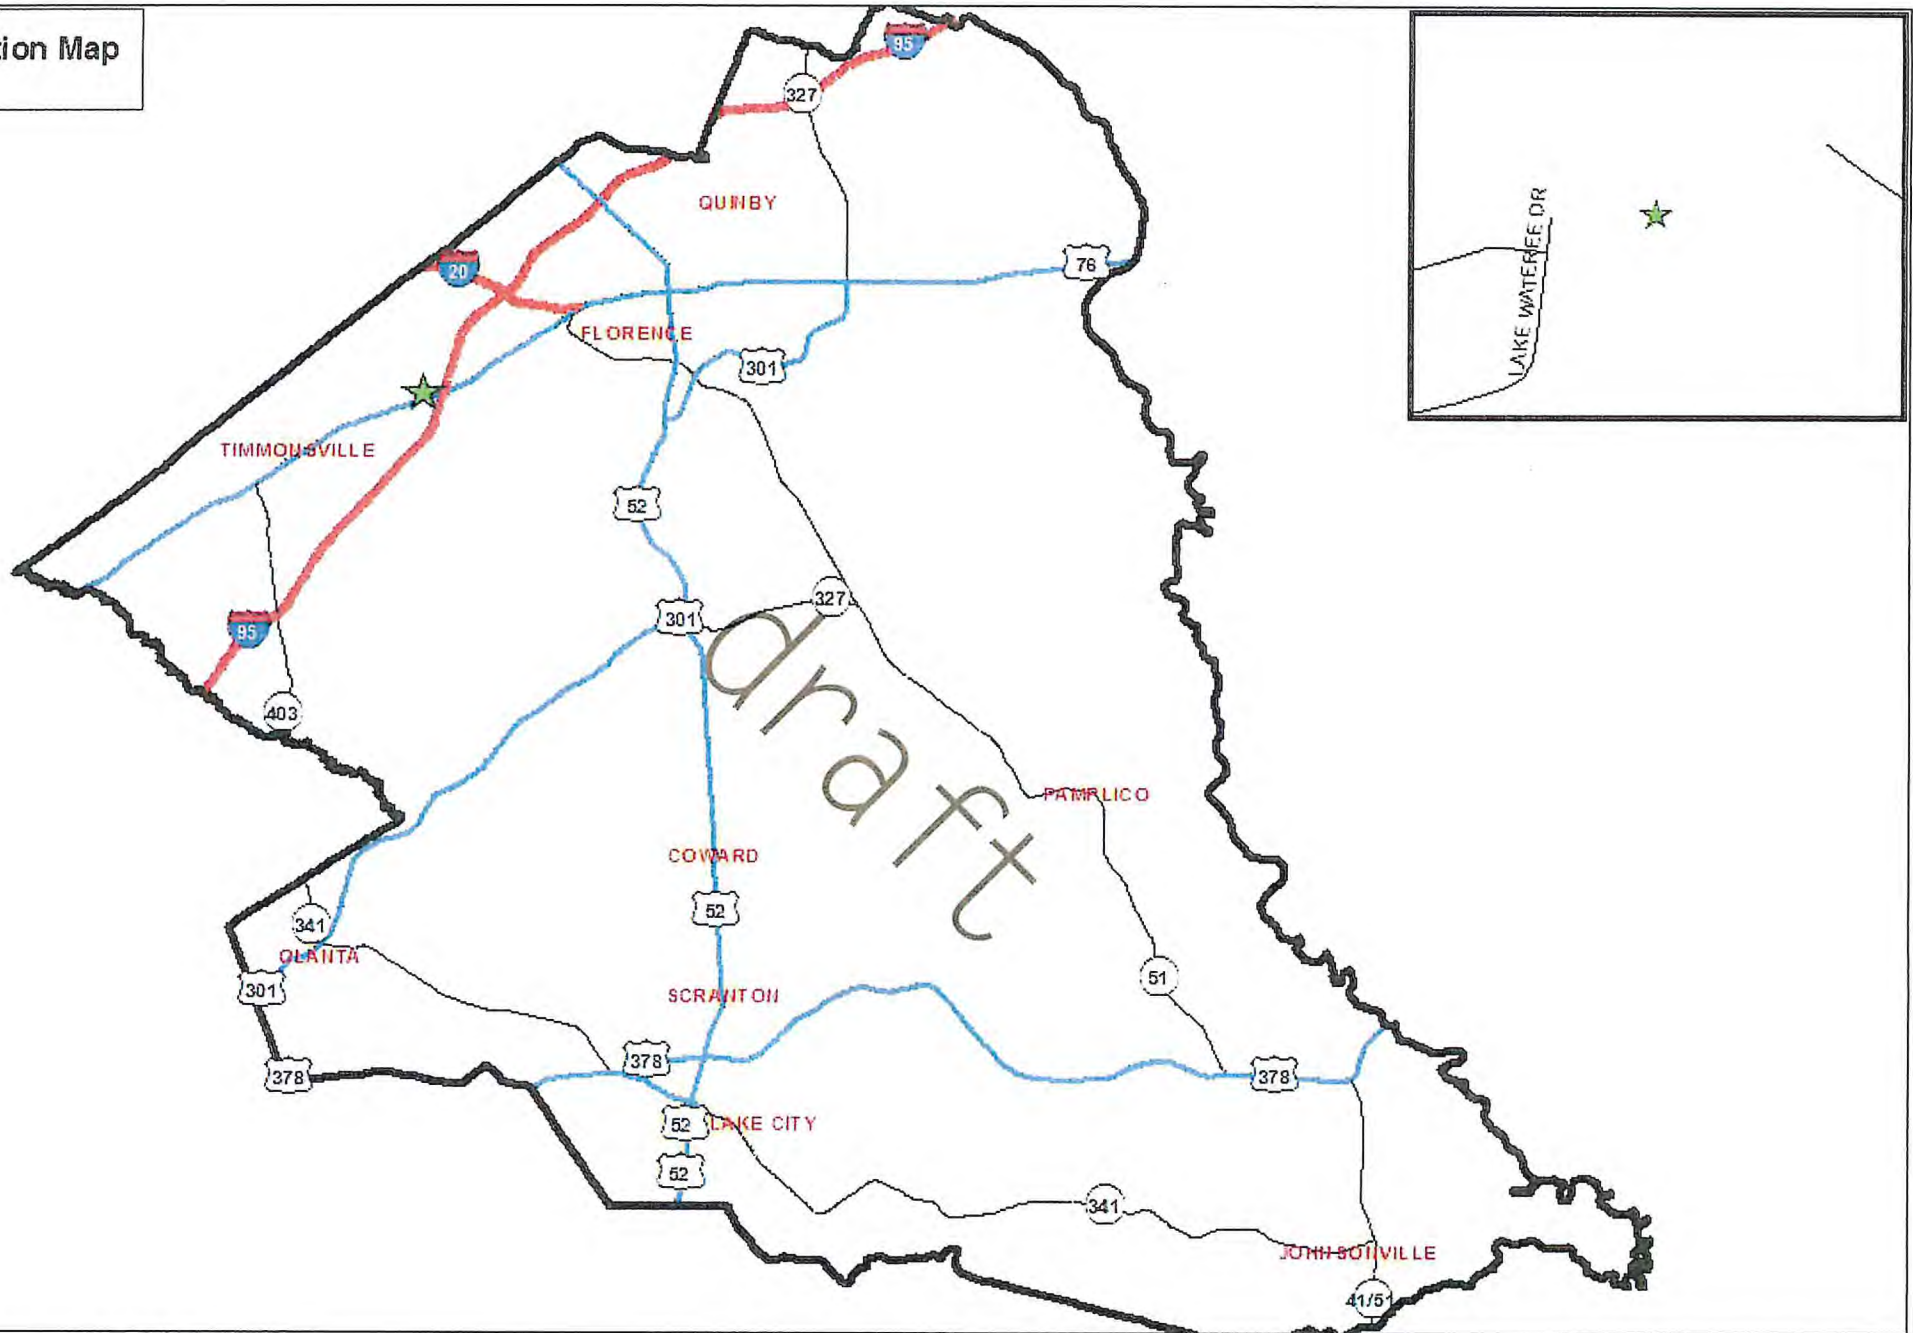 tion Map
95
327
QUINBY
20
76
FLORENCE
301
LAKE WATEREE DR
TIMMONSVILLE
52
327
301
95
403
draft
PAMPLICO
COWARD
52
341
OLANTA
301
51
SCRANTON
378
378
378
52
LAKE CITY
52
341
JOHNSONVILLE
41/51